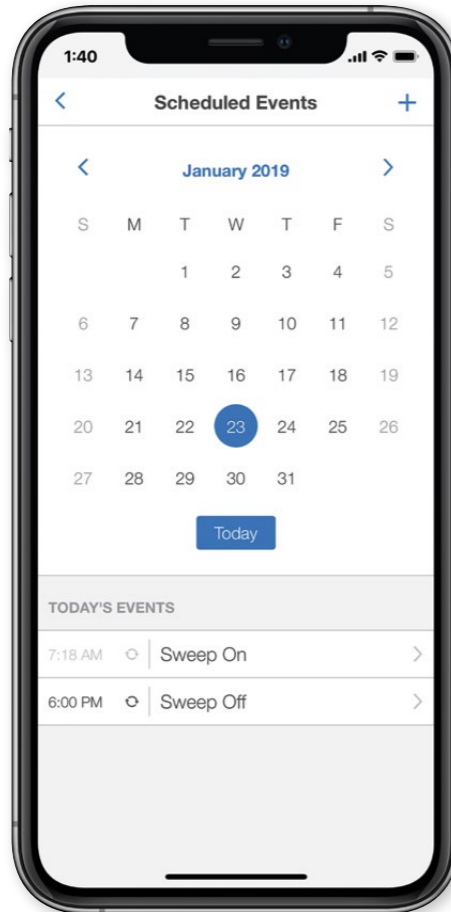 1:40
Scheduled Events +
January 2019
S M T W T F S
1 2 3 4 5
6 7 8 9 10 11 12
13 14 15 16 17 18 19
20 21 22 23 24 25 26
27 28 29 30 31
Today
TODAY'S EVENTS
7:18 AM Sweep On
6:00 PM Sweep Off